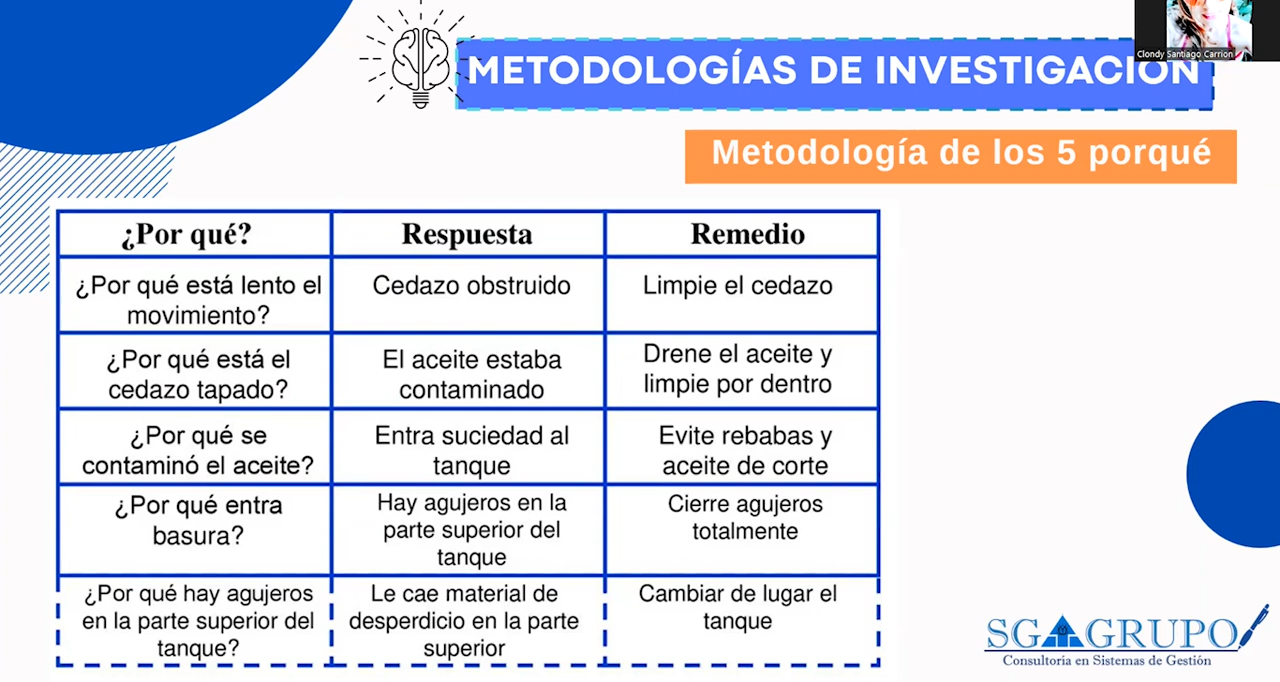 Clondy Santiago Carrion
METODOLOGÍAS DE INVESTIGACIÓN
Metodología de los 5 porqué
¿Por qué? Respuesta Remedio
¿Por qué está lento el
movimiento?
Cedazo obstruido
Limpie el cedazo
¿Por qué está el
cedazo tapado?
El aceite estaba
contaminado
Drene el aceite y
limpie por dentro
¿Por qué se
contaminó el aceite?
Entra suciedad al
tanque
Evite rebabas y
aceite de corte
¿Por qué entra
basura?
Hay agujeros en la
parte superior del
tanque
Cierre agujeros
totalmente
¿Por qué hay agujeros
en la parte superior del
tanque?
Le cae material de
desperdicio en la parte
superior
Cambiar de lugar el
tanque
SGA GRUPO
Consultoria en Sistemas de Gestión